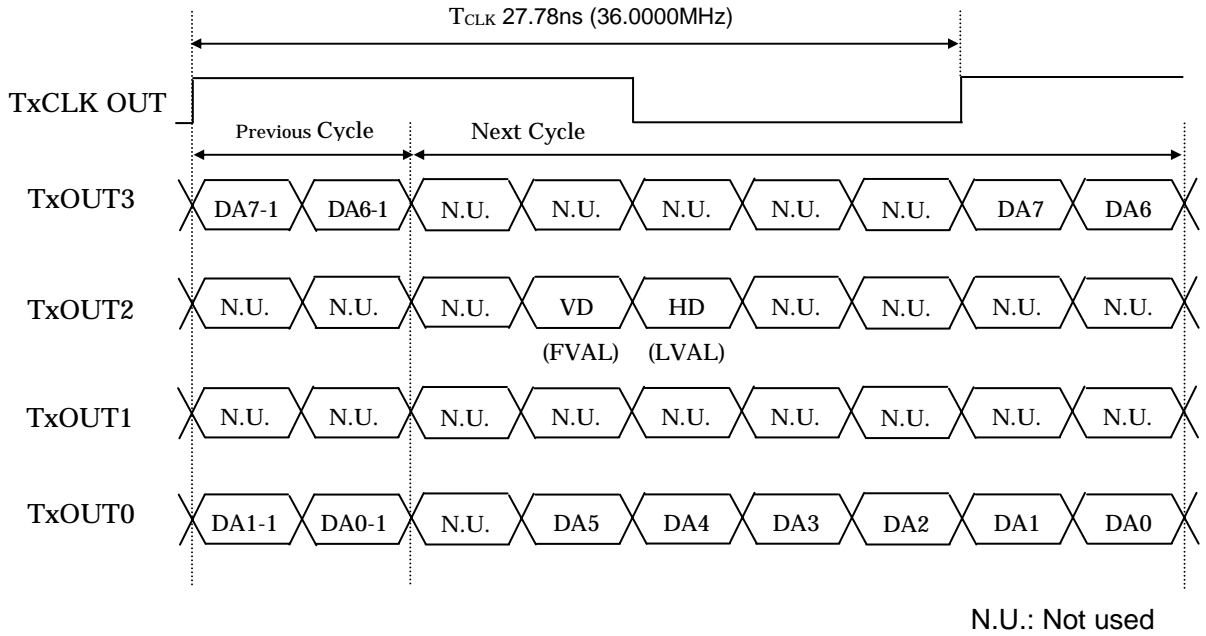 TCLK 27.78ns (36.0000MHz)
TxCLK OUT
Previous Cycle Next Cycle
TxOUT3 DA7-1 DA6-1 N.U. N.U. N.U. N.U. N.U. DA7 DA6
TxOUT2 N.U. N.U. N.U. VD HD N.U. N.U. N.U. N.U.
(FVAL) (LVAL)
TxOUT1 N.U. N.U. N.U. N.U. N.U. N.U. N.U. N.U. N.U.
TxOUT0 DA1-1 DA0-1 N.U. DA5 DA4 DA3 DA2 DA1 DA0
N.U.: Not used